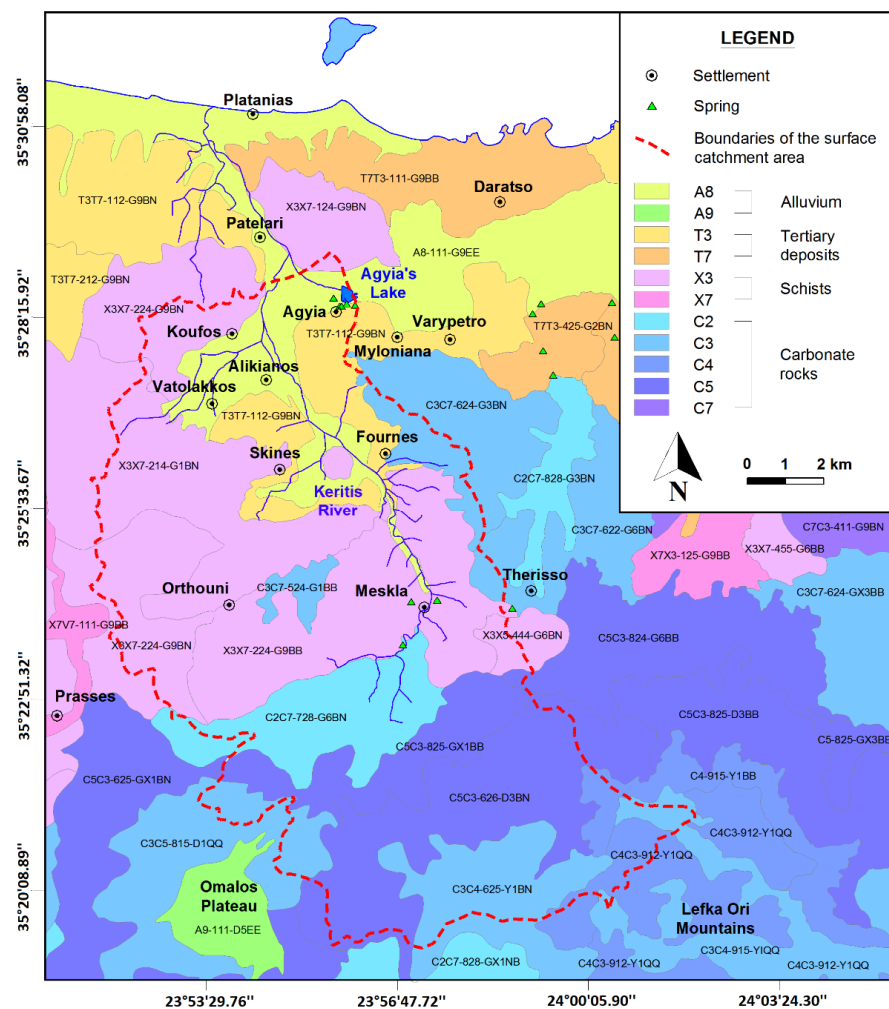 LEGEND
Settlement
Spring
Boundaries of the surface
catchment area
A8
A9
Alluvium
T3
T7
Tertiary
deposits
X3
X7
Schists
C2
C3
C4
C5
C7
Carbonate
rocks
N
0 1 2 km
Platanias
T7T3-111-G9BB
Daratso
X3X7-124-G9BN
T3T7-112-G9BN
Patelari
A8-111-G9EE
T3T7-212-G9BN
Agyia's
Lake
X3X7-224-G9BN
Agyia
T3T7-112-G9BN
Varypetro
T7T3-425-G2BN
Koufos
Myloniana
Alikianos
Vatolakkos
C3C7-624-G3BN
T3T7-112-G9BN
Fournes
Skines
X3X7-214-G1BN
C2C7-828-G3BN
Keritis
River
C3C7-622-G6BN
C7C3-411-G9BN
X7X3-125-G9BB
X3X7-455-G6BB
Orthouni
C3C7-524-G1BB
Meskla
Therisso
C3C7-624-GX3BB
X7V7-111-G9BB
X3X7-224-G9BN
X3X7-224-G9BB
X3X5-444-G6BN
C5C3-824-G6BB
Prasses
C2C7-728-G6BN
C5C3-825-D3BB
C5C3-825-GX1BB
C5-825-GX3BB
C5C3-625-GX1BN
C4-915-Y1BB
C5C3-626-D3BN
C3C5-815-D1QQ
C4C3-912-Y1QQ
C4C3-912-Y1QQ
Omalos
Plateau
C3C4-625-Y1BN
Lefka Ori
Mountains
A9-111-D5EE
C3C4-915-YIQQ
C2C7-828-GX1NB
C4C3-912-Y1QQ
C4C3-912-Y1QQ
35°30'58.08''
35°28'15.92''
35°25'33.67''
35°22'51.32''
35°20'08.89''
23°53'29.76''
23°56'47.72''
24°00'05.90''
24°03'24.30''